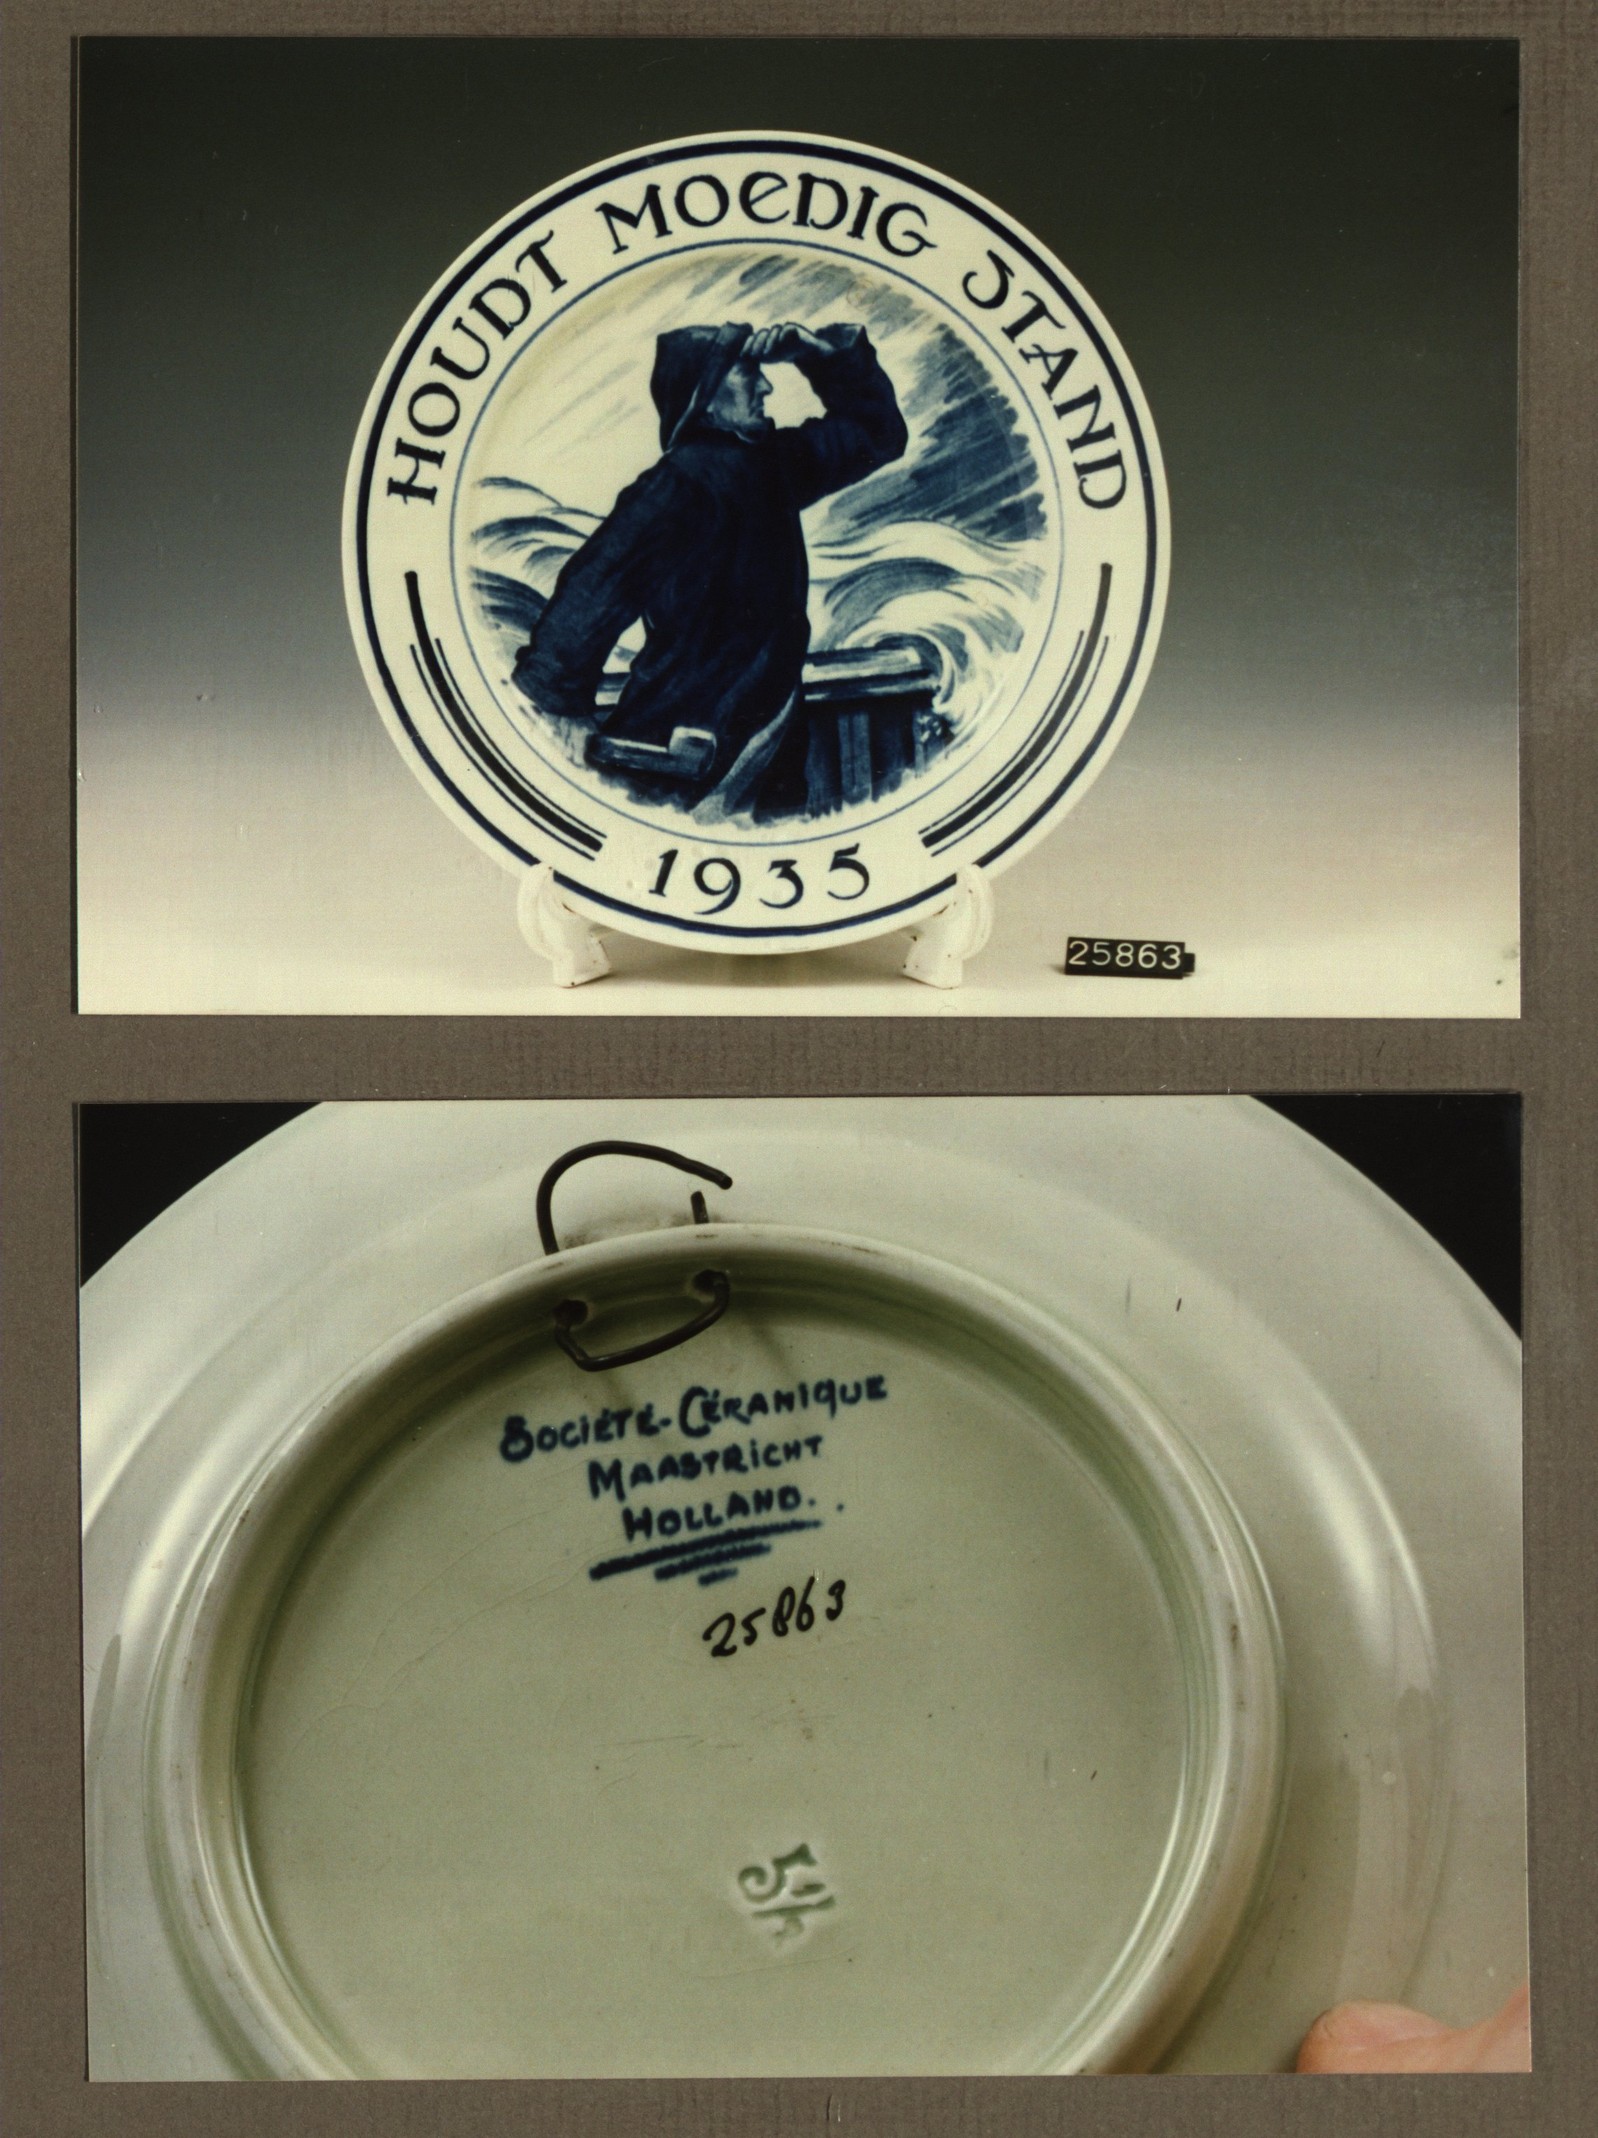 HOUDT MOEDIG STAND
1935
25863
SOCIÉTÉ-CÉRAMIQUE
MAASTRICHT
HOLLAND.
25863